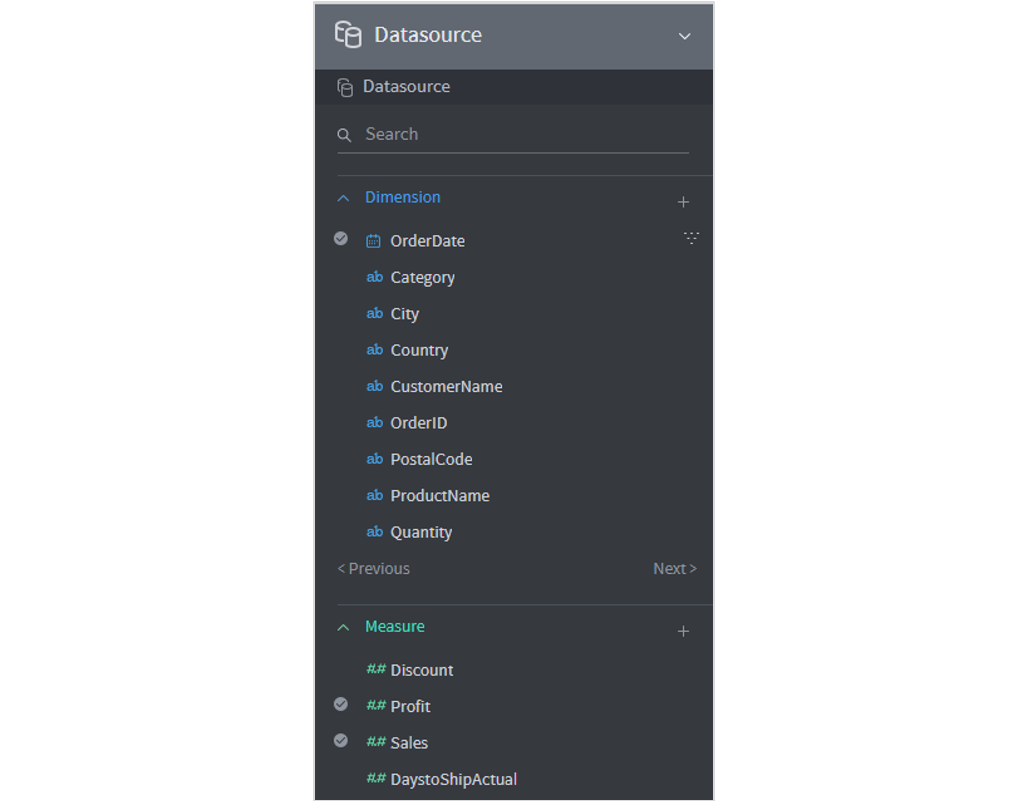 Datasource
Datasource
Search
Dimension +
OrderDate
ab Category
ab City
ab Country
ab CustomerName
ab OrderID
ab PostalCode
ab ProductName
ab Quantity
< Previous Next >
Measure +
## Discount
## Profit
## Sales
## DaystoShipActual